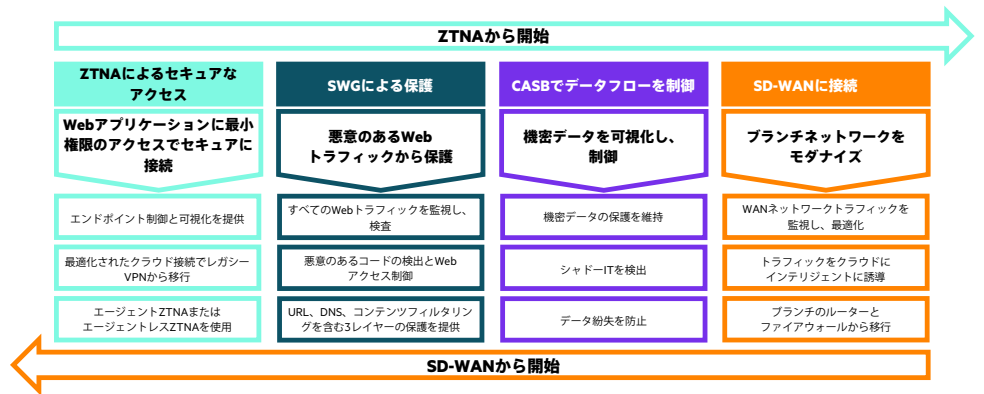 ZTNAから開始
ZTNAによるセキュアな
アクセス
Webアプリケーションに最小
権限のアクセスでセキュアに
接続
エンドポイント制御と可視化を提供
最適化されたクラウド接続でレガシー
VPNから移行
エージェントZTNAまたは
エージェントレスZTNAを使用
SWGによる保護
悪意のあるWeb
トラフィックから保護
すべてのWebトラフィックを監視し、
検査
悪意のあるコードの検出とWeb
アクセス制御
URL、DNS、コンテンツフィルタリン
グを含む3レイヤーの保護を提供
CASBでデータフローを制御
機密データを可視化し、
制御
機密データの保護を維持
シャドーITを検出
データ紛失を防止
SD-WANに接続
ブランチネットワークを
モダナイズ
WANネットワークトラフィックを
監視し、最適化
トラフィックをクラウドに
インテリジェントに誘導
ブランチのルーターと
ファイアウォールから移行
SD-WANから開始